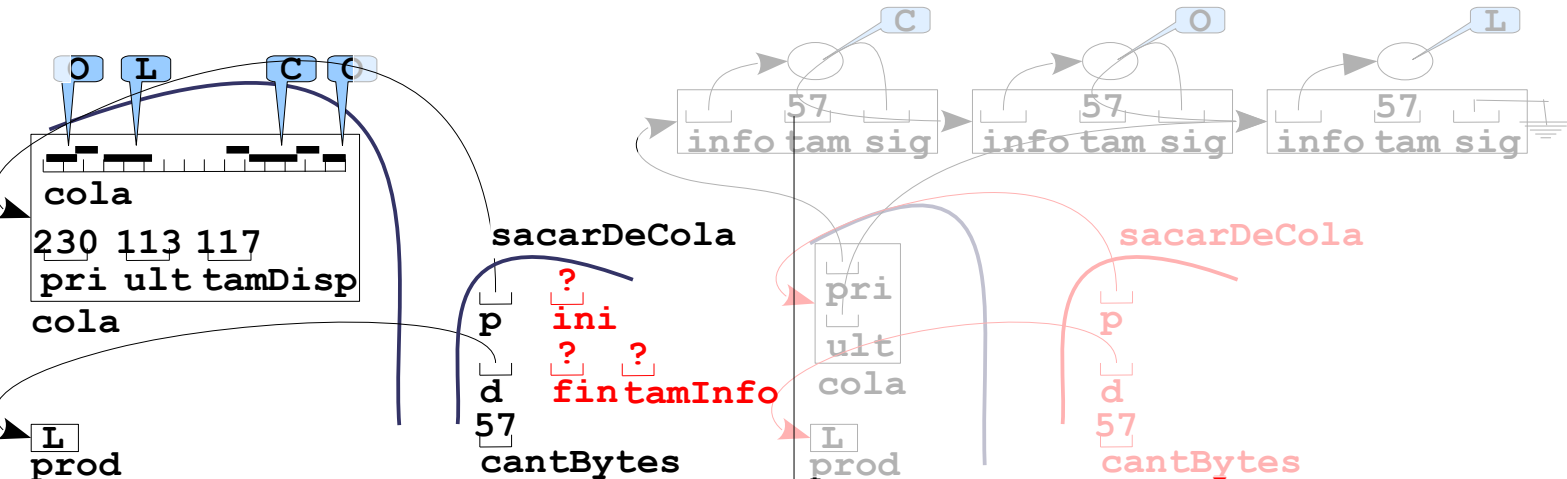 C O L
O L C O
57 57 57
info tam sig info tam sig info tam sig
cola
230 113 117
pri ult tamDisp
cola
sacarDeCola
?
p ini
? ?
d fin tamInfo
57
cantBytes
L
prod
pri
ult
cola
L
prod
sacarDeCola
p
d
57
cantBytes